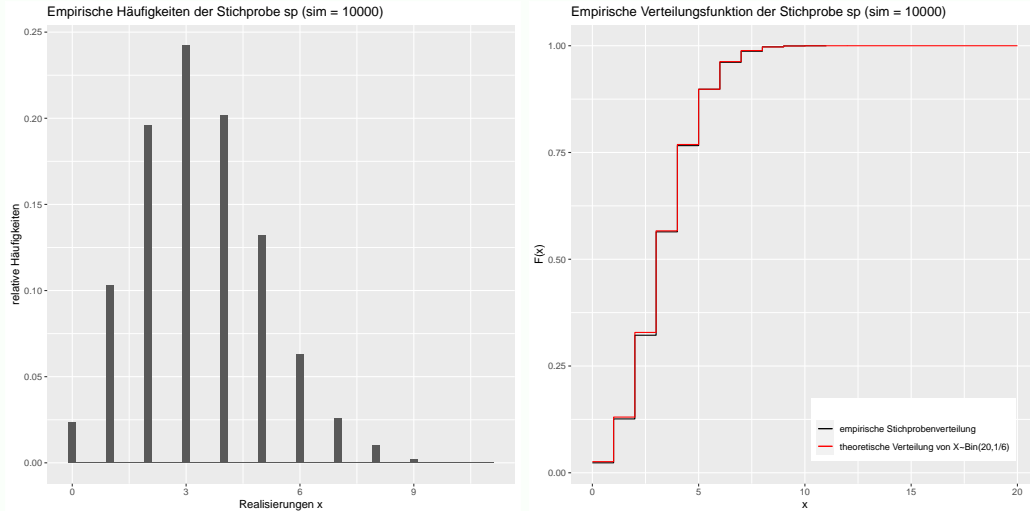 Empirische Häufigkeiten der Stichprobe sp (sim = 10000)
relative Häufigkeiten
0.25
0.20
0.15
0.10
0.05
0.00
0
3
6
9
Realisierungen x
Empirische Verteilungsfunktion der Stichprobe sp (sim = 10000)
F(x)
1.00
0.75
0.50
0.25
0.00
empirische Stichprobenverteilung
theoretische Verteilung von X~Bin(20,1/6)
0
5
10
15
20
x